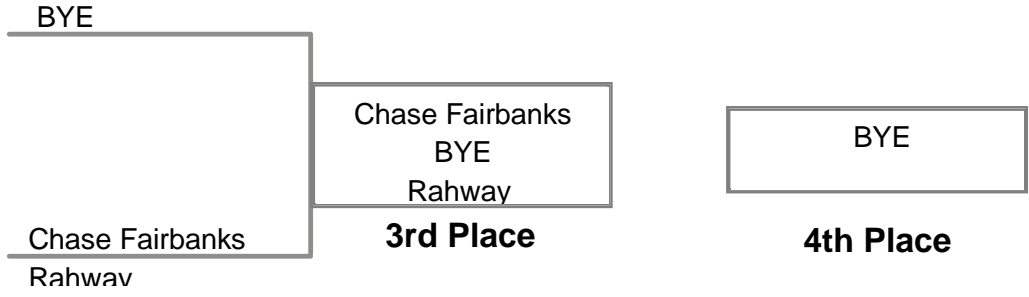 BYE
Chase Fairbanks
Rahway
Chase Fairbanks
BYE
Rahway
3rd Place
BYE
4th Place